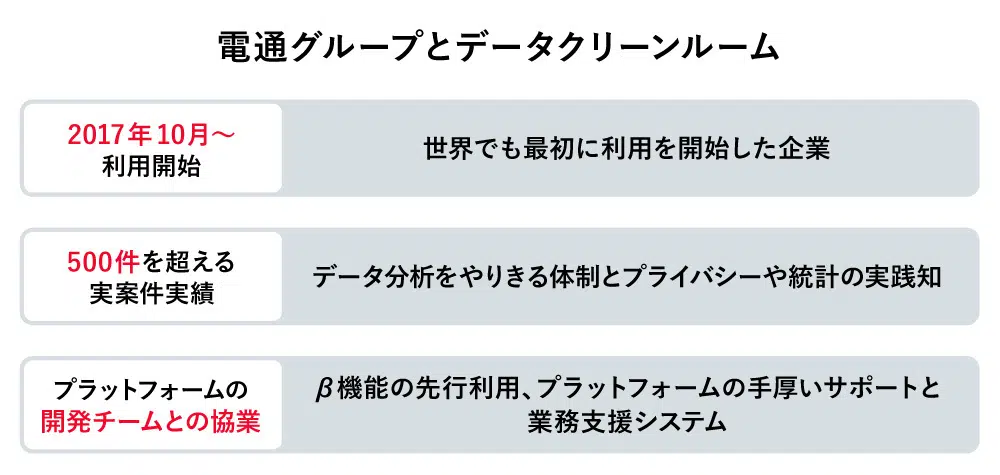 電通グループとデータクリーンルーム
2017年10月～
利用開始
世界でも最初に利用を開始した企業
500件を超える
実案件実績
データ分析をやりきる体制とプライバシーや統計の実践知
プラットフォームの
開発チームとの協業
β機能の先行利用、プラットフォームの手厚いサポートと
業務支援システム